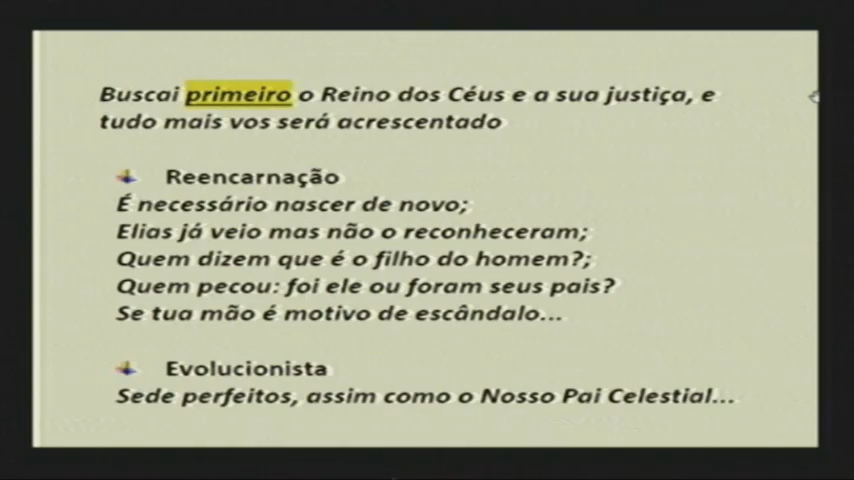 Buscai primeiro o Reino dos Céus e a sua justiça, e
tudo mais vos será acrescentado
Reencarnação
É necessário nascer de novo;
Elias já veio mas não o reconheceram;
Quem dizem que é o filho do homem?;
Quem pecou: foi ele ou foram seus pais?
Se tua mão é motivo de escândalo...
Evolucionista
Sede perfeitos, assim como o Nosso Pai Celestial...